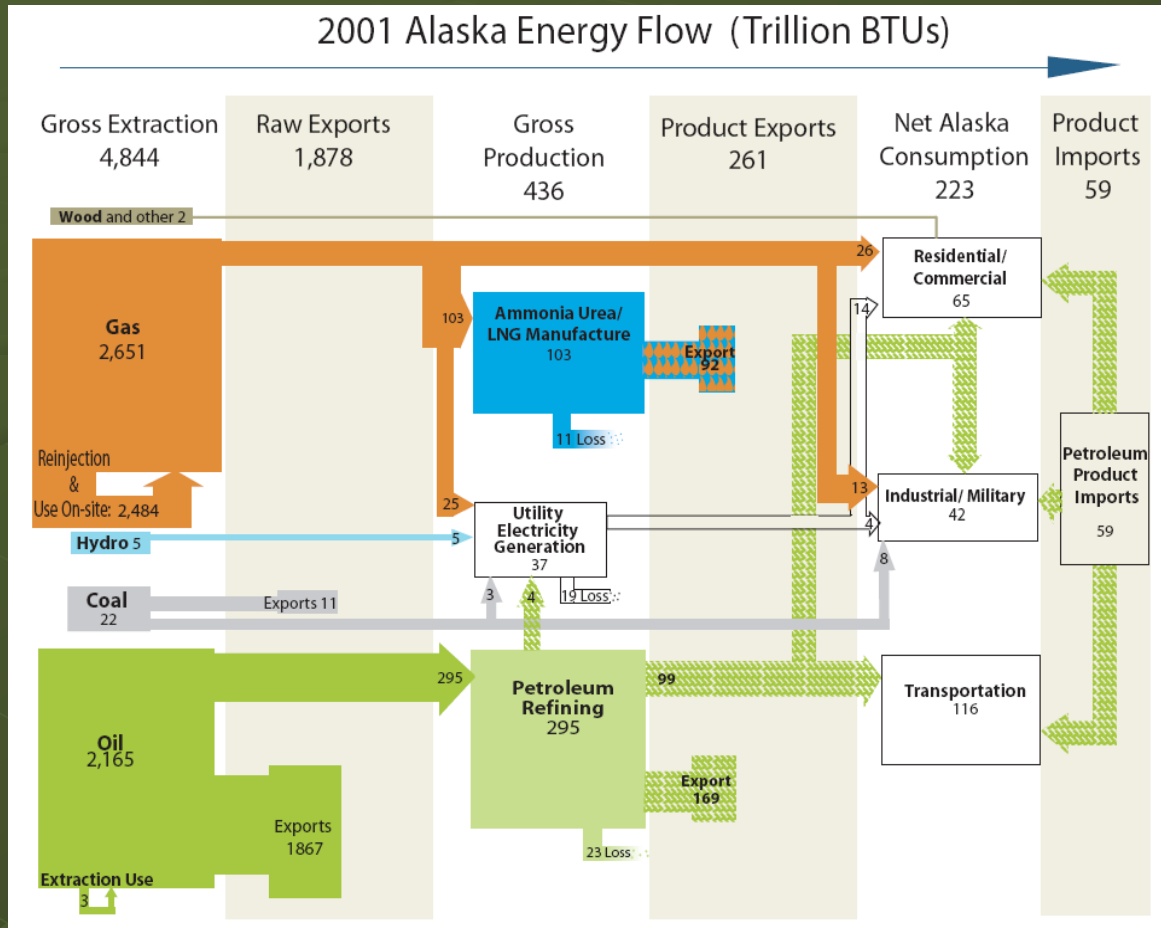 2001 Alaska Energy Flow (Trillion BTUs)
Gross Extraction
4,844
Raw Exports
1,878
Gross
Production
436
Product Exports
261
Net Alaska
Consumption
223
Product
Imports
59
Wood and other 2
Gas
2,651
Reinjection
&
Use On-site: 2,484
103
Ammonia Urea/
LNG Manufacture
103
Export
92
11 Loss
26
Residential/
Commercial
65
14
25
Hydro 5
5
Utility
Electricity
Generation
37
19 Loss
3
4
13
Industrial/ Military
42
4
8
Petroleum
Product
Imports
59
Coal
22
Exports 11
Oil
2,165
295
Petroleum
Refining
295
99
Transportation
116
Export
169
23 Loss
Exports
1867
Extraction Use
3